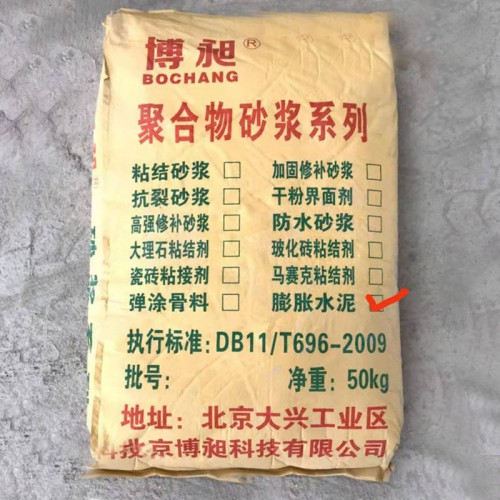 博昶®
BOCHANG
聚合物砂浆系列
粘结砂浆□ 加固修补砂浆□
抗裂砂浆□ 干粉界面剂□
高强修补砂浆□ 防水砂浆□
大理石粘结剂□ 玻化砖粘结剂□
瓷砖粘接剂□ 马赛克粘结剂□
弹涂骨料□ 膨胀水泥☑
执行标准:DB11/T696-2009
批号: 净重:50kg
地址:北京大兴工业区
京博昶科技有限公司